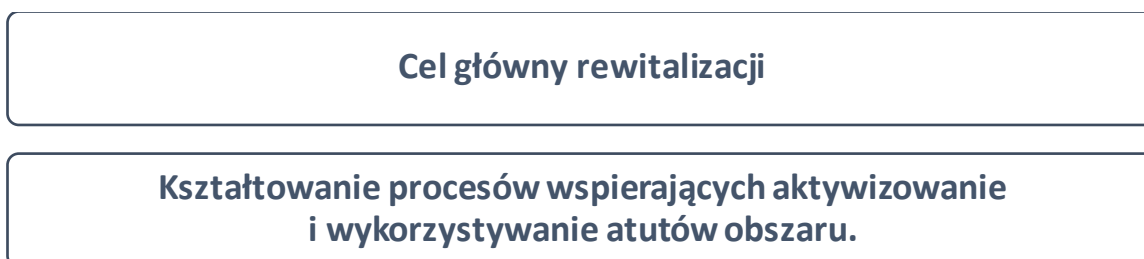 Cel główny rewitalizacji
Kształtowanie procesów wspierających aktywizowanie
i wykorzystywanie atutów obszaru.